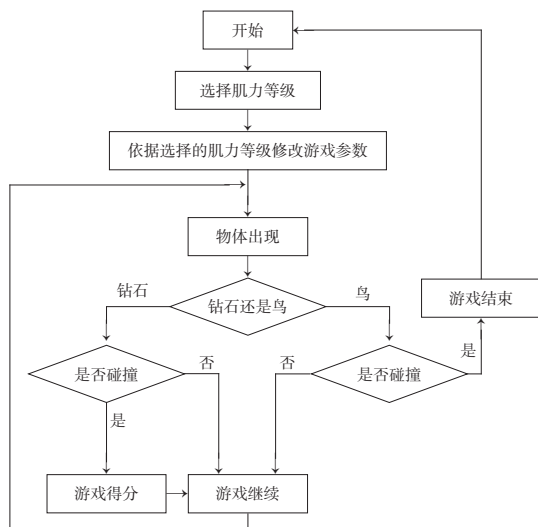 开始
选择肌力等级
依据选择的肌力等级修改游戏参数
物体出现
钻石
钻石还是鸟
鸟
游戏结束
是否碰撞
否
否
是否碰撞
是
是
游戏得分
游戏继续